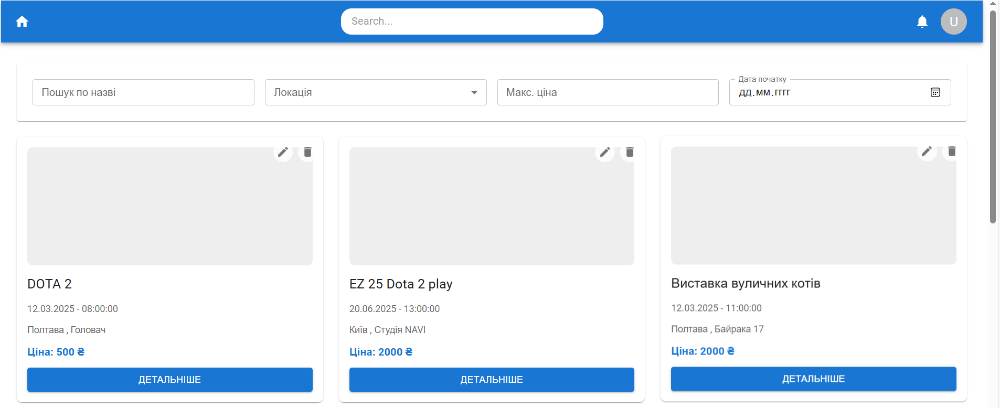 Search...
U
Пошук по назві
Локація
Макс. ціна
Дата початку
дд.мм.гггг
DOTA 2
12.03.2025 - 08:00:00
Полтава , Головач
Ціна: 500 ₴
ДЕТАЛЬНІШЕ
EZ 25 Dota 2 play
20.06.2025 - 13:00:00
Київ , Студія NAVI
Ціна: 2000 ₴
ДЕТАЛЬНІШЕ
Виставка вуличних котів
12.03.2025 - 11:00:00
Полтава , Байрака 17
Ціна: 2000 ₴
ДЕТАЛЬНІШЕ